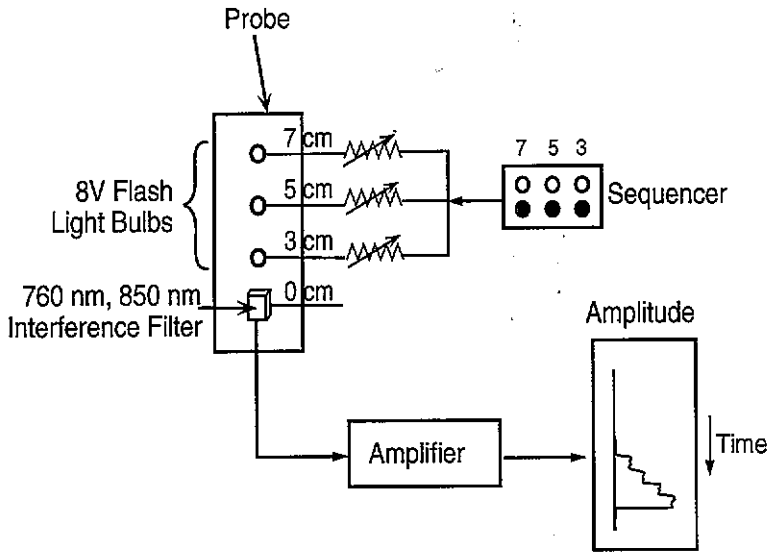 Probe
7 cm
5 cm
3 cm
0 cm
8V Flash
Light Bulbs
760 nm, 850 nm
Interference Filter
7 5 3
Sequencer
Amplifier
Amplitude
Time